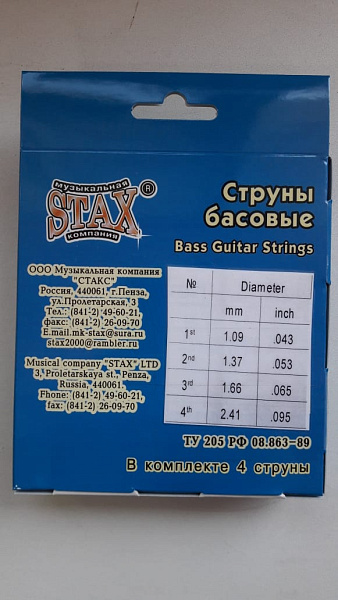 музыкальная
STAX®
компания
Струны
басовые
Bass Guitar Strings
ООО Музыкальная компания
"СТАКС"
Россия, 440061, г.Пенза,
ул.Пролетарская, 3
Тел.: (841-2) 49-60-21,
факс: (841-2) 26-09-70
E.mail.mk-stax@sura.ru
stax2000@rambler.ru
Musical company "STAX" LTD
3, Proletarskaya st., Penza,
Russia, 440061.
Fhone: (841-2) 49-60-21,
fax: (841-2) 26-09-70
№ Diameter
mm inch
1st 1.09 .043
2nd 1.37 .053
3rd 1.66 .065
4th 2.41 .095
ТУ 205 РФ 08.863-89
В комплекте 4 струны